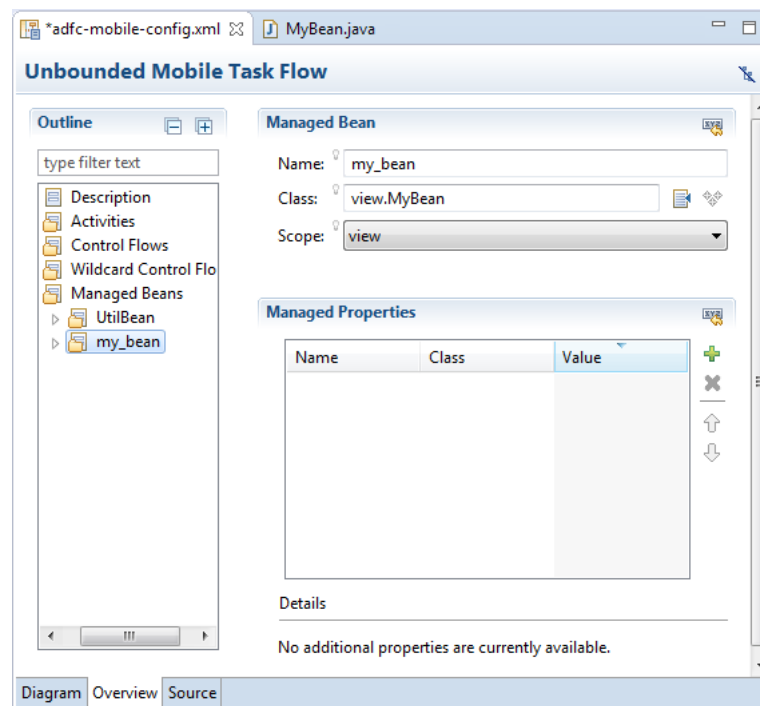 *adfc-mobile-config.xml MyBean.java
Unbounded Mobile Task Flow
Outline
type filter text
Description
Activities
Control Flows
Wildcard Control Flo
Managed Beans
UtilBean
my_bean
Managed Bean
Name: my_bean
Class: view.MyBean
Scope: view
Managed Properties
Name Class Value
Details
No additional properties are currently available.
Diagram Overview Source